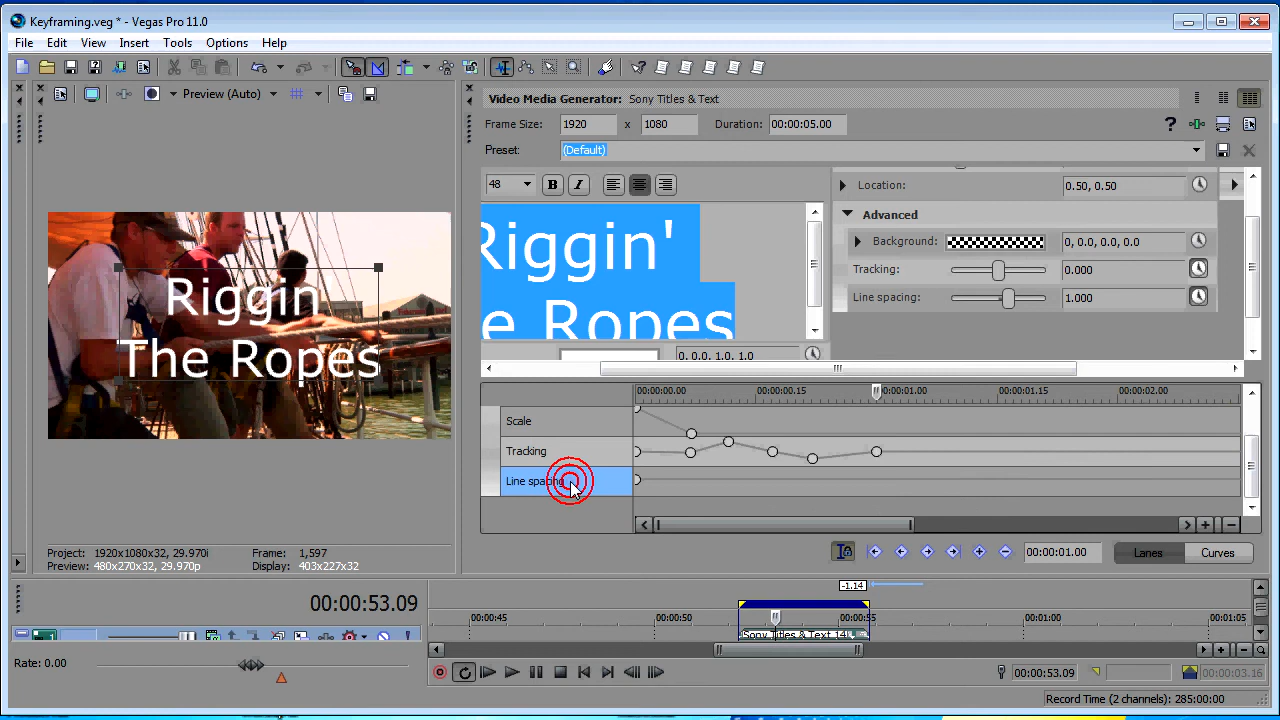 Keyframing.veg * - Vegas Pro 11.0
File Edit View Insert Tools Options Help
Preview (Auto)
Video Media Generator: Sony Titles & Text
Frame Size: 1920 x 1080 Duration: 00:00:05.00
Preset: (Default)
48 B I
Riggin'
e Ropes
0, 0.0, 1.0, 1.0
Location: 0.50, 0.50
Advanced
Background: 0, 0.0, 0.0, 0.0
Tracking: 0.000
Line spacing: 1.000
Riggin'
The Ropes
00:00:00.00 00:00:00.15 00:00:01.00 00:00:01.15 00:00:02.00
Scale
Tracking
Line spacing
00:00:01.00 Lanes Curves
Project: 1920x1080x32, 29.970i
Preview: 480x270x32, 29.970p
Frame: 1,597
Display: 403x227x32
-1.14
00:00:53.09
00:00:45 00:00:50 00:00:55 00:01:00 00:01:05
Sony Titles & Text 14
1
Rate: 0.00
00:00:53.09
00:00:03.16
Record Time (2 channels): 285:00:00